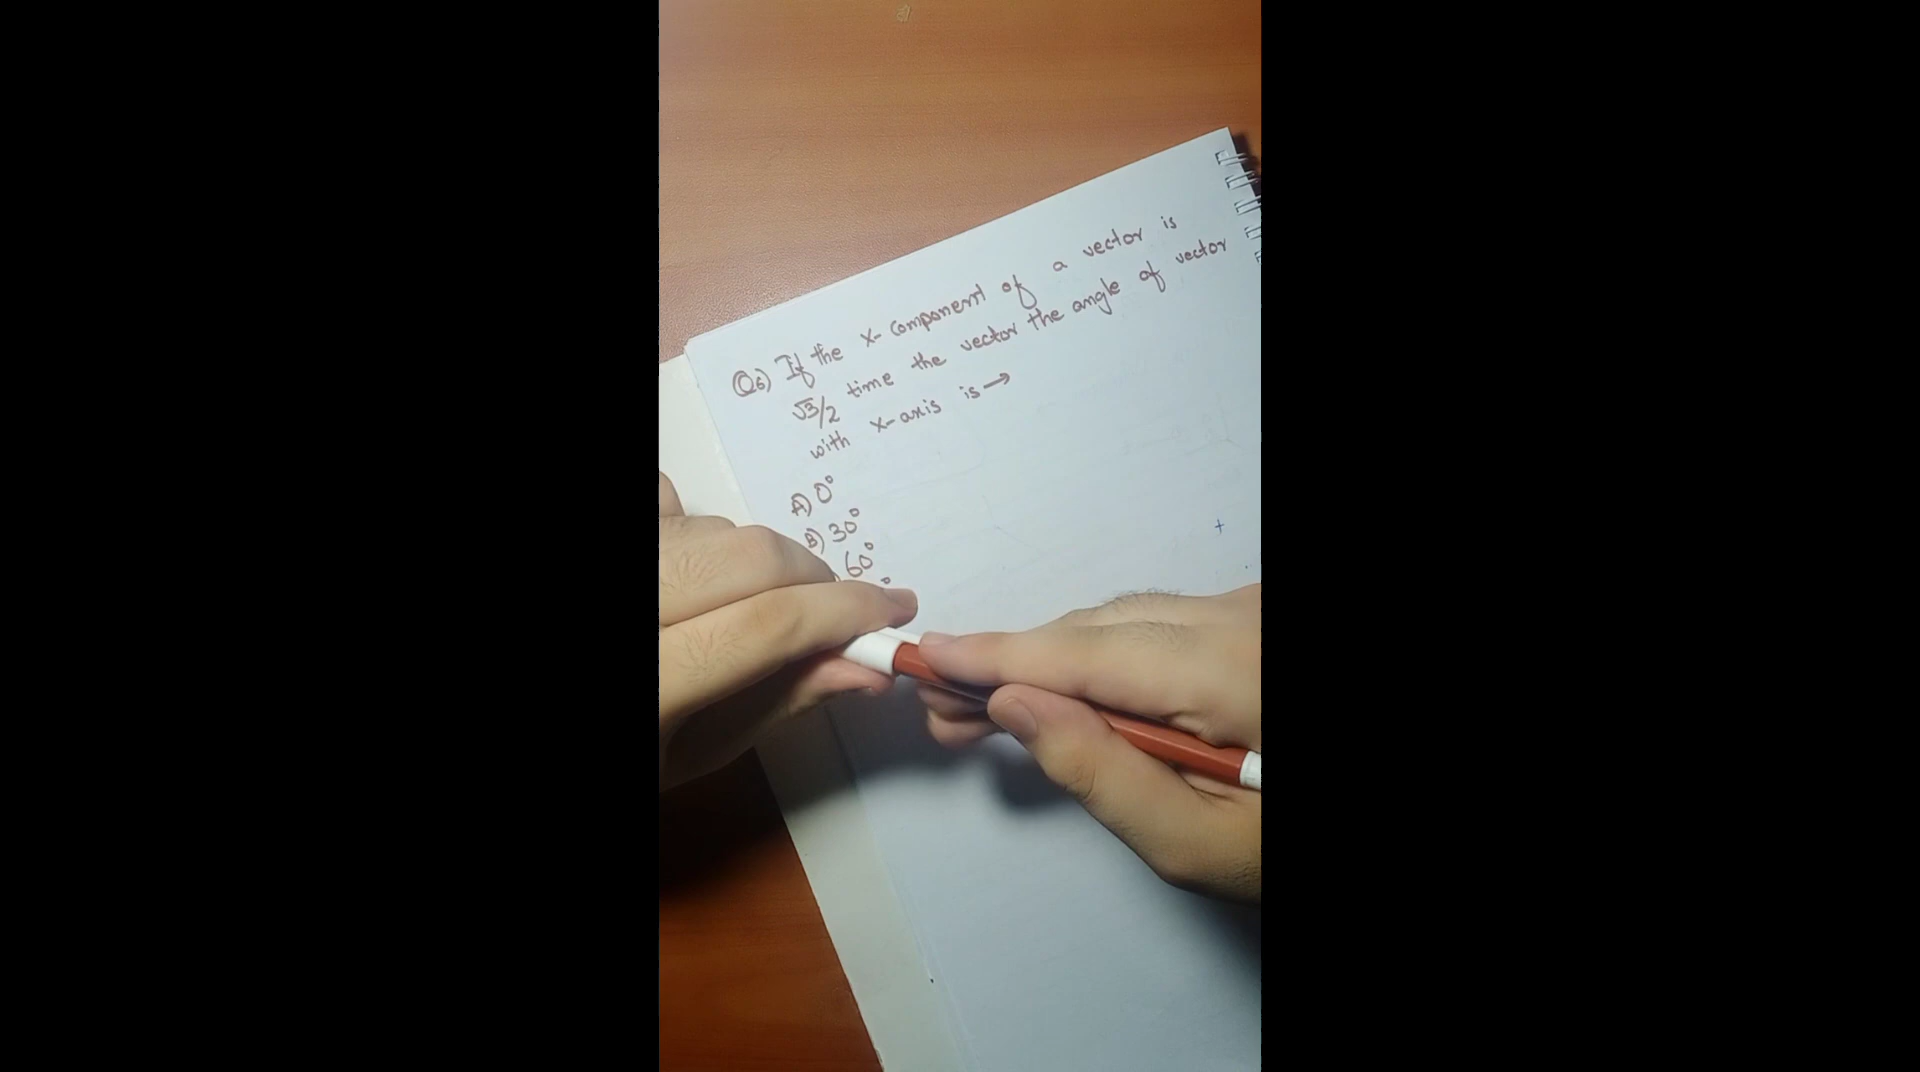 Q6) If the x-component of a vector is
√3/2 time the vector the angle of vector
with x-axis is→
A) 0°
B) 30°
60°